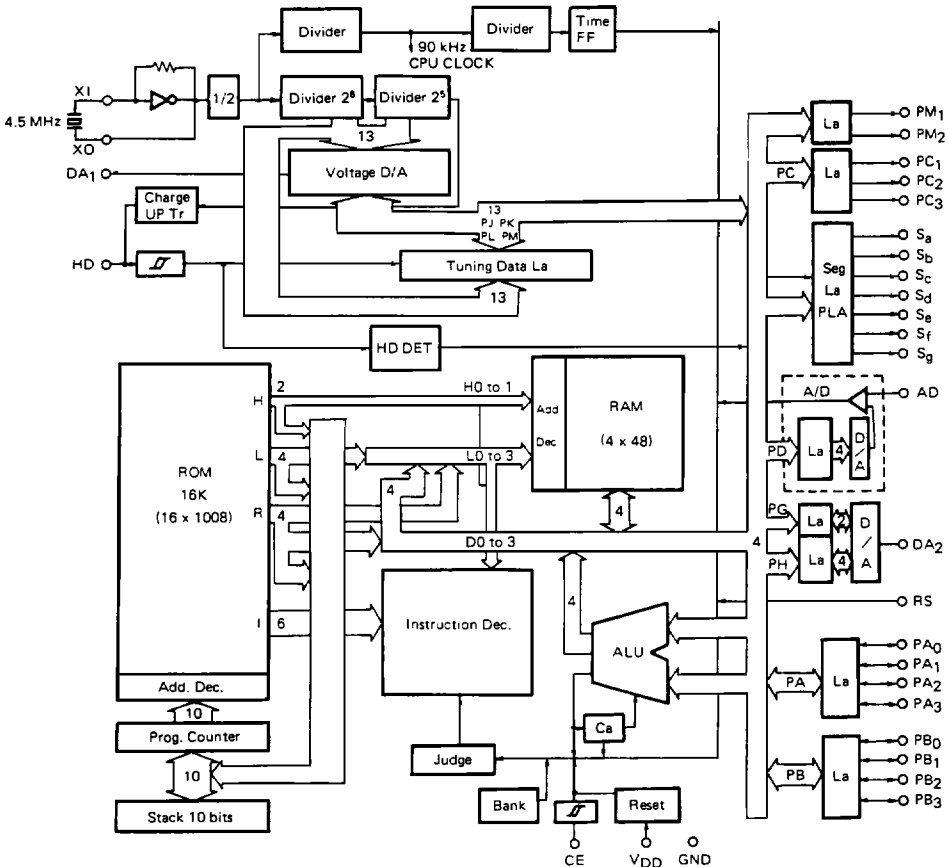 Divider
Divider
Time
FF
90 kHz
CPU CLOCK
XI
4.5 MHz
XO
1/2
Divider 2⁶
Divider 2⁵
13
DA₁
Voltage D/A
Charge
UP Tr
13
PJ PK
PL PM
HD
Tuning Data La
13
HD DET
La
PM₁
PM₂
PC
La
PC₁
PC₂
PC₃
Seg
La
PLA
Sa
Sb
Sc
Sd
Se
Sf
Sg
ROM
16K
(16 x 1008)
H
2
H0 to 1
L
4
L0 to 3
R
4
4
I
6
Add
Dec
RAM
(4 x 48)
4
D0 to 3
4
A/D
AD
PD
La
4
D
/
A
PG
La
2
PH
La
4
D
/
A
DA₂
RS
Instruction Dec.
4
ALU
Add. Dec.
10
Prog. Counter
10
Stack 10 bits
Ca
Judge
Bank
Reset
CE
VDD
GND
PA
La
PA₀
PA₁
PA₂
PA₃
PB
La
PB₀
PB₁
PB₂
PB₃